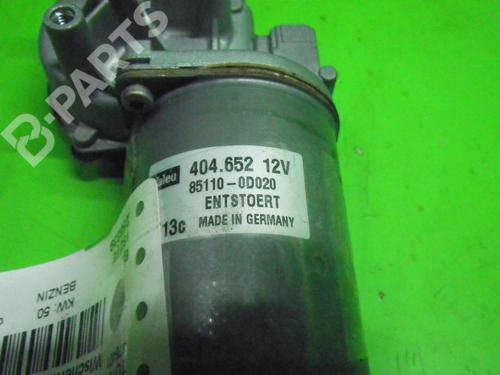 B-PARTS
Valeo 404.652 12V
85110-0D020
ENTSTOERT
13c MADE IN GERMANY
KW: 50
BENZIN